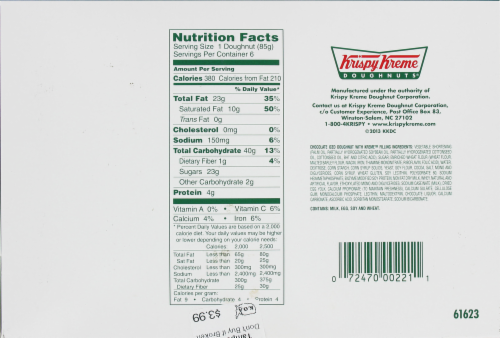 Nutrition Facts
Serving Size 1 Doughnut (85g)
Servings Per Container 6
Amount Per Serving
Calories 380 Calories from Fat 210
% Daily Value*
Total Fat 23g 35%
Saturated Fat 10g 50%
Trans Fat 0g
Cholesterol 0mg 0%
Sodium 150mg 6%
Total Carbohydrate 40g 13%
Dietary Fiber 1g 4%
Sugars 23g
Other Carbohydrate 2g
Protein 4g
Vitamin A 0% • Vitamin C 6%
Calcium 4% • Iron 6%
* Percent Daily Values are based on a 2,000
calorie diet. Your daily values may be higher
or lower depending on your calorie needs:
Calories 2,000 2,500
Total Fat Less than 65g 80g
Sat Fat Less than 20g 25g
Cholesterol Less than 300mg 300mg
Sodium Less than 2,400mg 2,400mg
Total Carbohydrate 300g 375g
Dietary Fiber 25g 30g
Calories per gram:
Fat 9 • Carbohydrate 4 • Protein 4
$3.99
Don't Buy if Broken
Krispy Kreme
DOUGHNUTS
Manufactured under the authority of
Krispy Kreme Doughnut Corporation.
Contact us at Krispy Kreme Doughnut Corporation,
c/o Customer Experience, Post Office Box 83,
Winston Salem, NC 27102
1-800-4KRISPY • www.krispykreme.com
©2013 KKDC
CONTAINS: MILK, EGG, SOY AND WHEAT.
0 72470 00221 1
61623